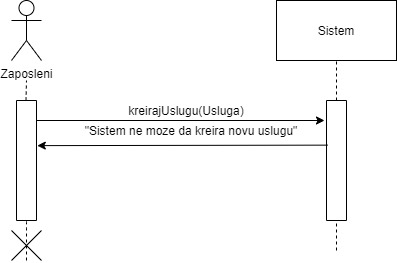 Sistem
Zaposleni
kreirajUslugu(Usluga)
"Sistem ne moze da kreira novu uslugu"